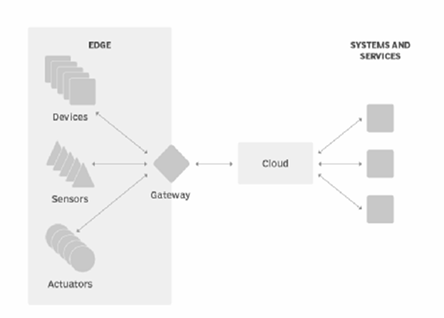 EDGE
SYSTEMS AND
SERVICES
Devices
Cloud
Sensors
Gateway
Actuators